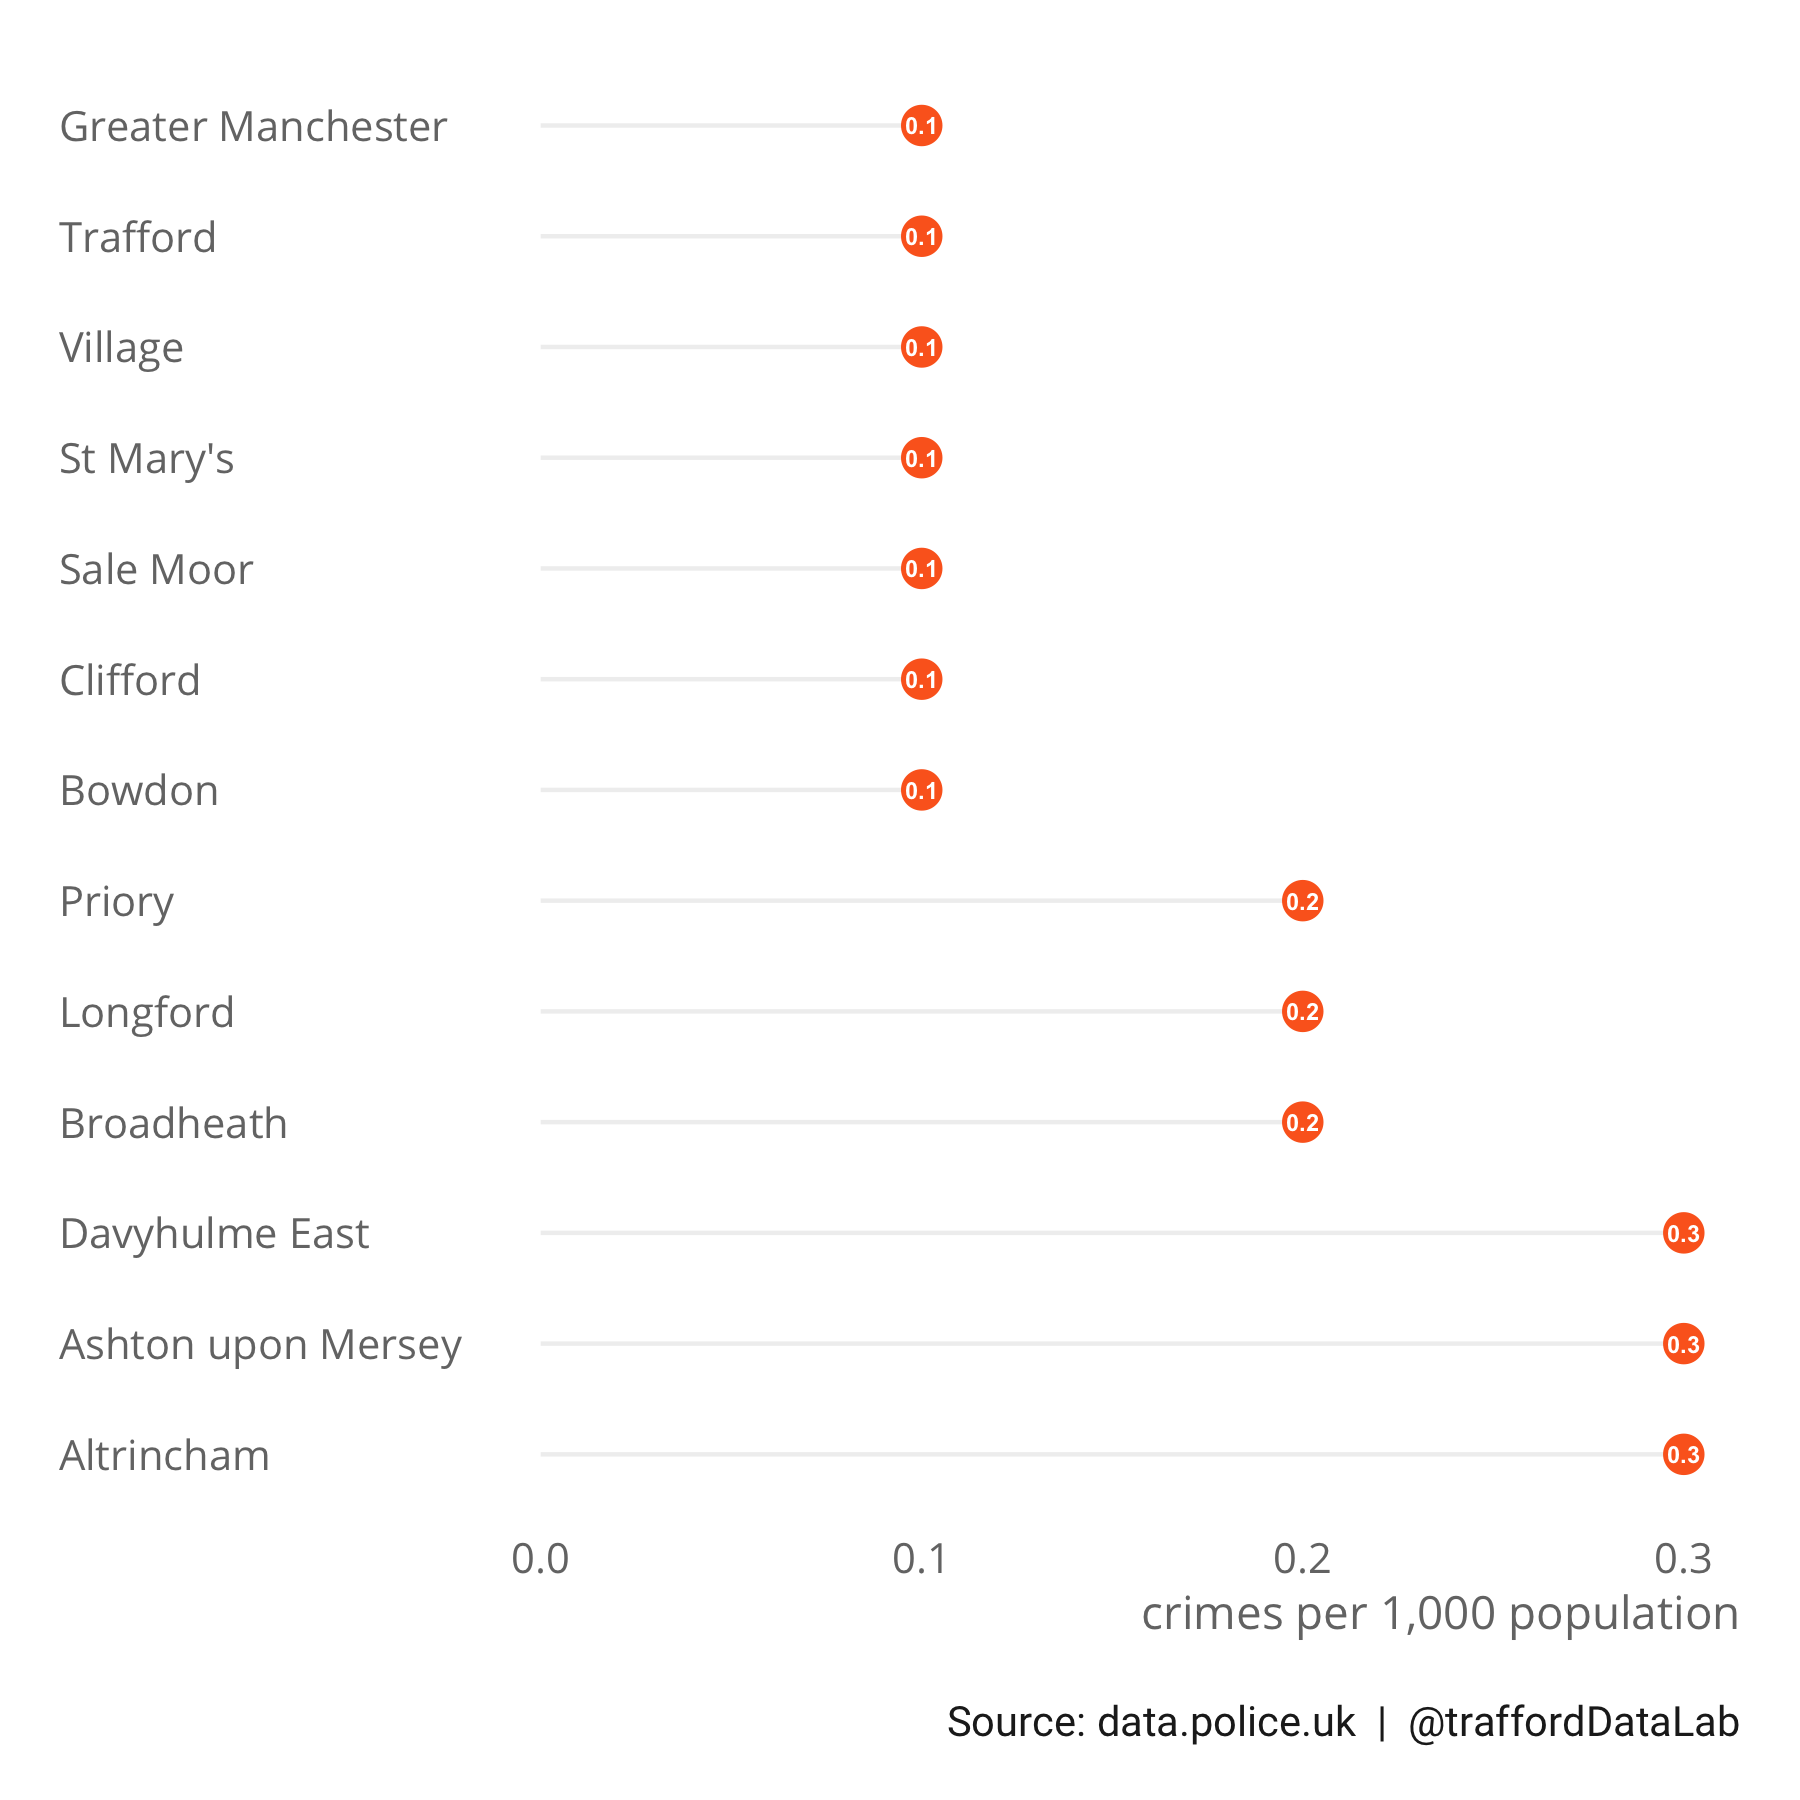 Greater Manchester 0.1
Trafford 0.1
Village 0.1
St Mary's 0.1
Sale Moor 0.1
Clifford 0.1
Bowdon 0.1
Priory 0.2
Longford 0.2
Broadheath 0.2
Davyhulme East 0.3
Ashton upon Mersey 0.3
Altrincham 0.3
0.0 0.1 0.2 0.3
crimes per 1,000 population
Source: data.police.uk | @traffordDataLab